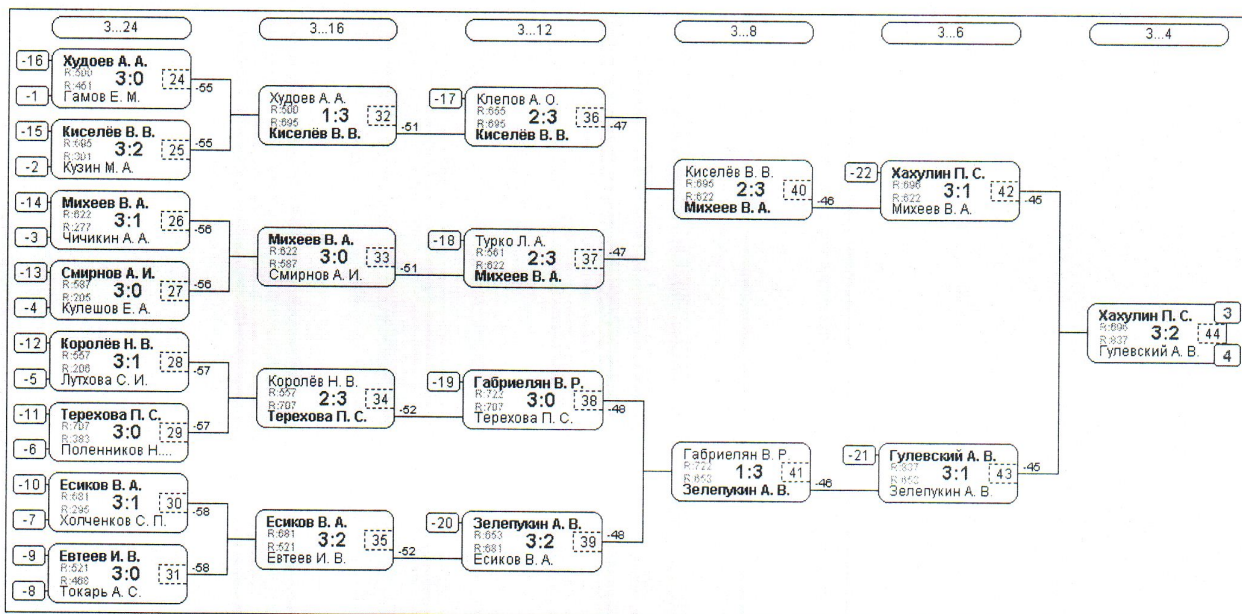 3...24
3...16
3...12
3...8
3...6
3...4
-16
Худоев А. А.
R:500
R:461
3:0
24
-55
-1
Гамов Е. М.
-15
Киселёв В. В.
R:695
R:301
3:2
25
-55
-2
Кузин М. А.
-14
Михеев В. А.
R:622
R:277
3:1
26
-56
-3
Чичикин А. А.
-13
Смирнов А. И.
R:587
R:205
3:0
27
-56
-4
Кулешов Е. А.
-12
Королёв Н. В.
R:557
R:206
3:1
28
-57
-5
Лутхова С. И.
-11
Терехова П. С.
R:707
R:383
3:0
29
-57
-6
Поленников Н....
-10
Есиков В. А.
R:681
R:295
3:1
30
-58
-7
Холченков С. П.
-9
Евтеев И. В.
R:521
R:468
3:0
31
-58
-8
Токарь А. С.
Худоев А. А.
R:500
R:695
1:3
32
-51
Киселёв В. В.
Михеев В. А.
R:622
R:587
3:0
33
-51
Смирнов А. И.
Королёв Н. В.
R:557
R:707
2:3
34
-52
Терехова П. С.
Есиков В. А.
R:681
R:521
3:2
35
-52
Евтеев И. В.
-17
Клепов А. О.
R:655
R:695
2:3
36
-47
Киселёв В. В.
-18
Турко Л. А.
R:561
R:622
2:3
37
-47
Михеев В. А.
-19
Габриелян В. Р.
R:722
R:707
3:0
38
-48
Терехова П. С.
-20
Зелепукин А. В.
R:653
R:681
3:2
39
-48
Есиков В. А.
Киселёв В. В.
R:695
R:622
2:3
40
-46
Михеев В. А.
Габриелян В. Р.
R:722
R:653
1:3
41
-46
Зелепукин А. В.
-22
Хахулин П. С.
R:696
R:622
3:1
42
-45
Михеев В. А.
-21
Гулевский А. В.
R:837
R:653
3:1
43
-45
Зелепукин А. В.
Хахулин П. С.
3
R:696
R:837
3:2
44
Гулевский А. В.
4